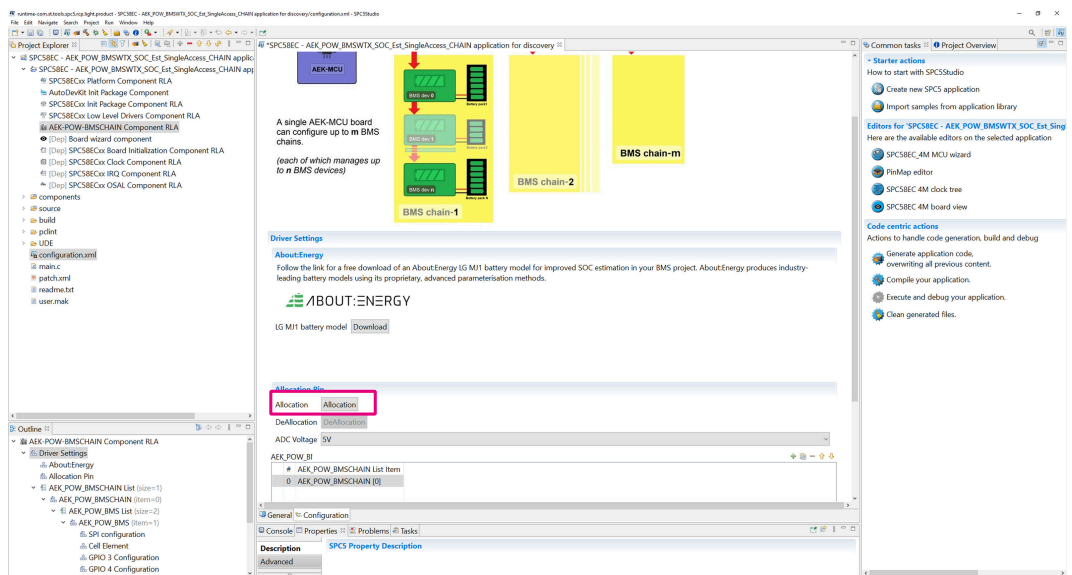 runtime-com.st.tools.spc5.rcp.light.product - SPC58EC - AEK_POW_BMSWTX_SOC_Est_SingleAccess_CHAIN application for discovery/configuration.xml - SPC5Studio
File Edit Navigate Search Project Run Window Help
Project Explorer
SPC58EC - AEK_POW_BMSWTX_SOC_Est_SingleAccess_CHAIN applic
SPC58EC - AEK_POW_BMSWTX_SOC_Est_SingleAccess_CHAIN app
SPC58ECxx Platform Component RLA
AutoDevKit Init Package Component
SPC58ECxx Init Package Component RLA
SPC58ECxx Low Level Drivers Component RLA
AEK-POW-BMSCHAIN Component RLA
[Dep] Board wizard component
[Dep] SPC58ECxx Board Initialization Component RLA
[Dep] SPC58ECxx Clock Component RLA
[Dep] SPC58ECxx IRQ Component RLA
[Dep] SPC58ECxx OSAL Component RLA
components
source
build
pdint
UDE
configuration.xml
main.c
patch.xml
readme.txt
user.mak
Outline
AEK-POW-BMSCHAIN Component RLA
Driver Settings
About:Energy
Allocation Pin
AEK_POW_BMSCHAIN List (size=1)
AEK_POW_BMSCHAIN (item=0)
AEK_POW_BMS List (size=2)
AEK_POW_BMS (item=1)
SPI configuration
Cell Element
GPIO 3 Configuration
GPIO 4 Configuration
*SPC58EC - AEK_POW_BMSWTX_SOC_Est_SingleAccess_CHAIN application for discovery
AEK-MCU
BMS dev 0
Battery pack1
A single AEK-MCU board
can configure up to m BMS
chains.
(each of which manages up
to n BMS devices)
BMS dev 1
Battery pack2
BMS dev n
Battery pack N
BMS chain-1
BMS chain-2
BMS chain-m
Driver Settings
About:Energy
Follow the link for a free download of an About:Energy LG MJ1 battery model for improved SOC estimation in your BMS project. About:Energy produces industry-
leading battery models using its proprietary, advanced parameterisation methods.
ABOUT:ENERGY
LG MJ1 battery model Download
Allocation Pin
Allocation Allocation
DeAllocation DeAllocation
ADC Voltage 5V
AEK_POW_BI
# AEK_POW_BMSCHAIN List Item
0 AEK_POW_BMSCHAIN [0]
General Configuration
Console Properties Problems Tasks
Description SPC5 Property Description
Advanced
Common tasks Project Overview
Starter actions
How to start with SPC5Studio
Create new SPC5 application
Import samples from application library
Editors for 'SPC58EC - AEK_POW_BMSWTX_SOC_Est_Sing
Here are the available editors on the selected application
SPC58EC_4M MCU wizard
PinMap editor
SPC58EC 4M clock tree
SPC58EC 4M board view
Code centric actions
Actions to handle code generation, build and debug
Generate application code,
overwriting all previous content.
Compile your application.
Execute and debug your application.
Clean generated files.